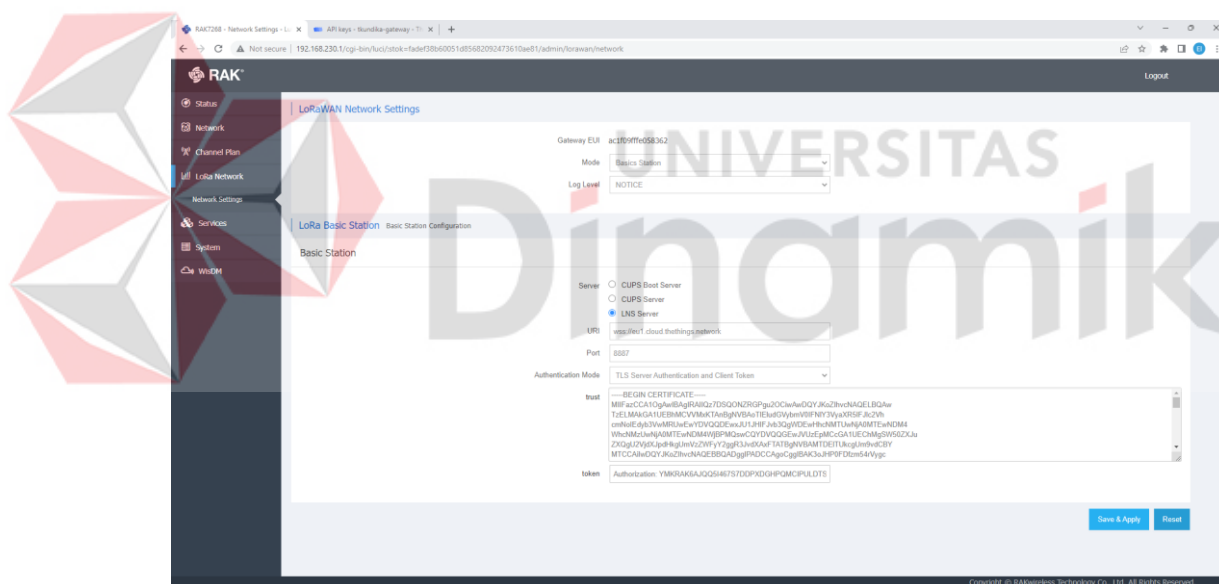 RAK7268 - Network Settings - Lu
API keys - tikundika-gateway - Th
Not secure 192.168.230.1/cgi-bin/luci/;stok=fadef38b60051d85682092473610ae81/admin/lorawan/network
RAK
Logout
Status
Network
Channel Plan
LoRa Network
Network Settings
Services
System
WisDM
LoRaWAN Network Settings
Gateway EUI ac1f09fffe058362
Mode Basics Station
Log Level NOTICE
UNIVERSITAS
Dinamika
LoRa Basic Station Basic Station Configuration
Basic Station
Server CUPS Boot Server
CUPS Server
LNS Server
URI wss://eu1.cloud.thethings.network
Port 8887
Authentication Mode TLS Server Authentication and Client Token
trust -----BEGIN CERTIFICATE-----
token Authorization:
Save & Apply Reset
Copyright © RAKwireless Technology Co., Ltd. All Rights Reserved